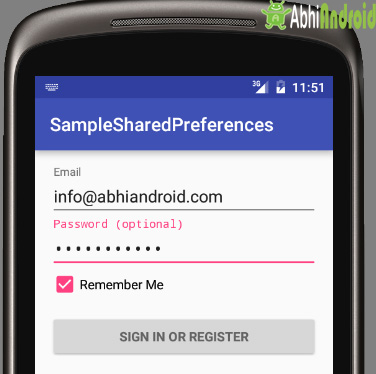 AbhiAndroid
3G 11:51
SampleSharedPreferences
Email
info@abhiandroid.com
Password (optional)
•••••••••••
Remember Me
SIGN IN OR REGISTER